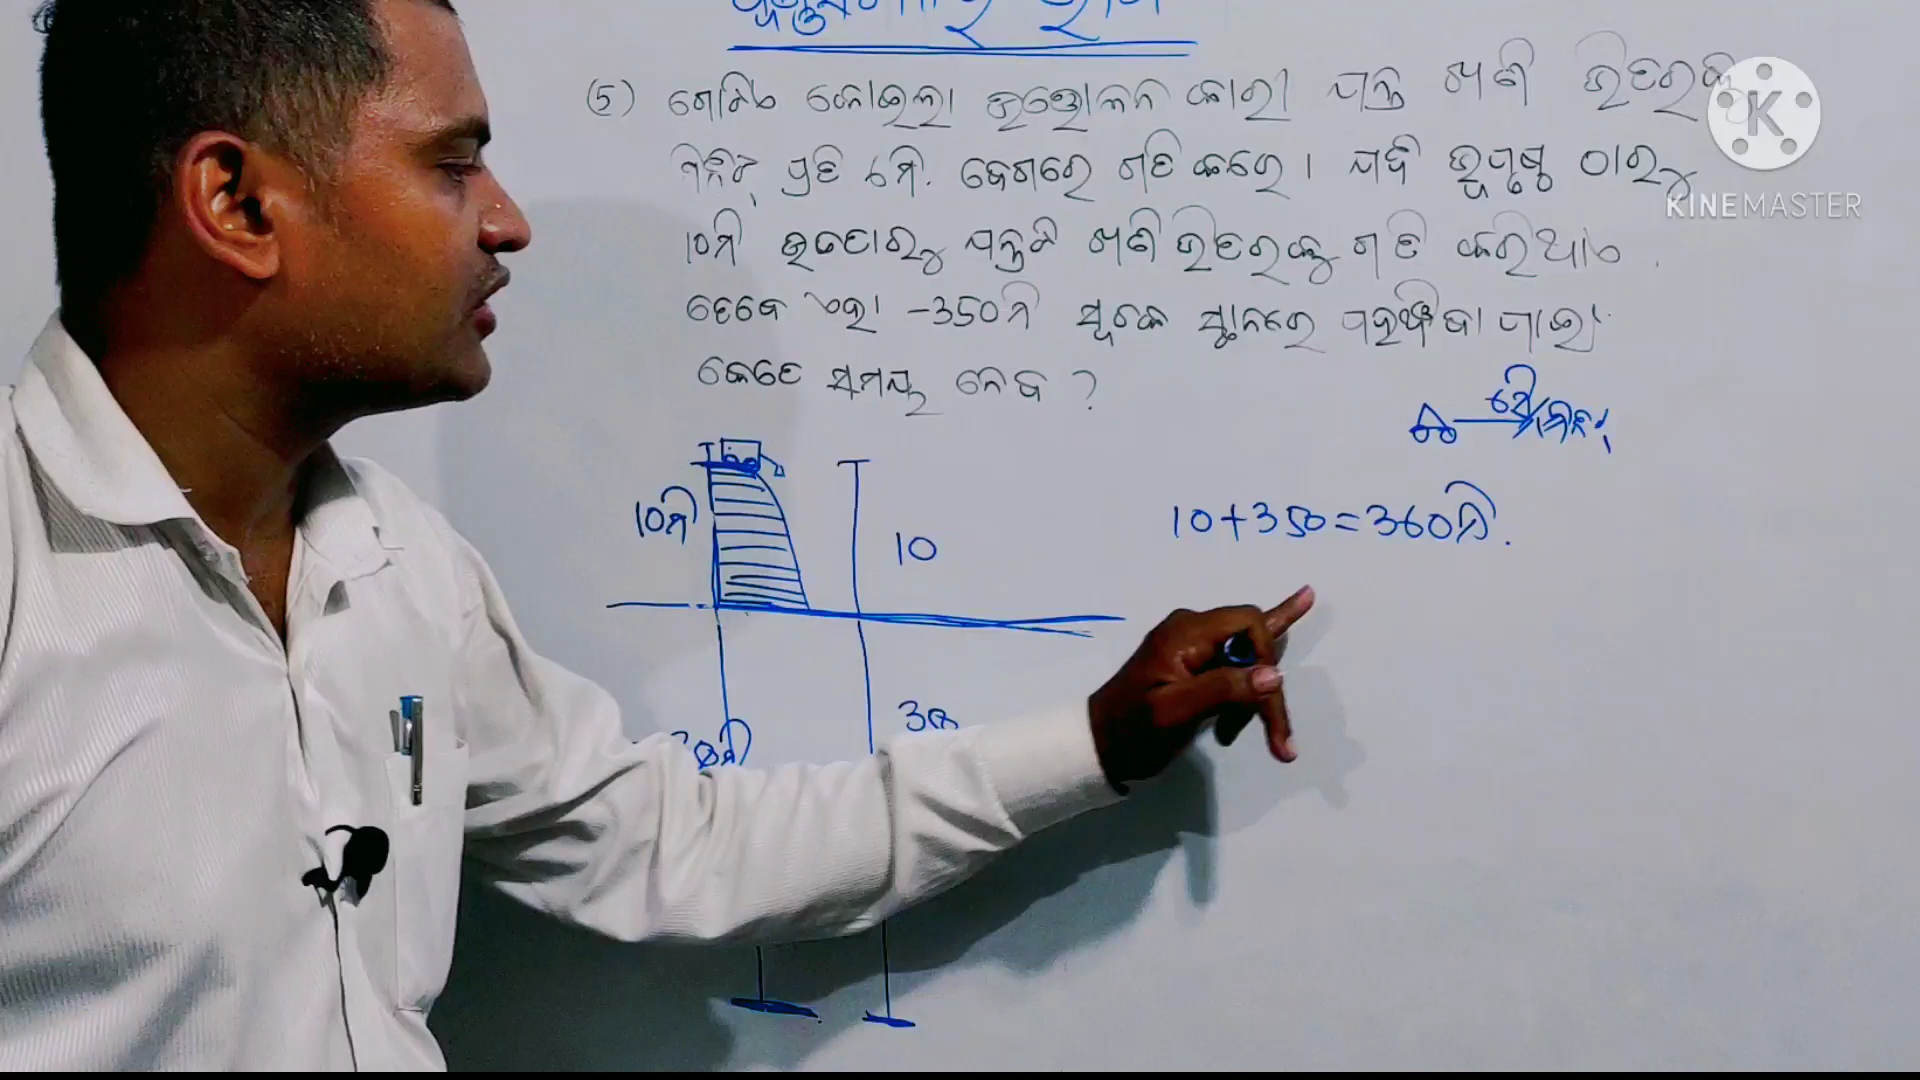 (5) ଗୋଟିଏ କୋଇଲା ଉତ୍ତୋଳନ କାରୀ ଯନ୍ତ୍ର ଖଣି ଭିତରକୁ
ମିନିଟ୍ ପ୍ରତି 6ମି. ବେଗରେ ଗତି କରେ । ଯଦି ଭୂପୃଷ୍ଠ ଠାରୁ
10ମି ଉପରୋରୁ ଯନ୍ତ୍ରଟି ଖଣି ଭିତରକୁ ଗତି କରିଥାଏ .
ତେବେ ଏହା -350ମି ସୂଚକ ସ୍ଥାନରେ ପହଞ୍ଚିବା ପାଇଁ
କେତେ ସମୟ ନେବ ?
K
KINEMASTER
10ମି
10
10+350=360ମି.